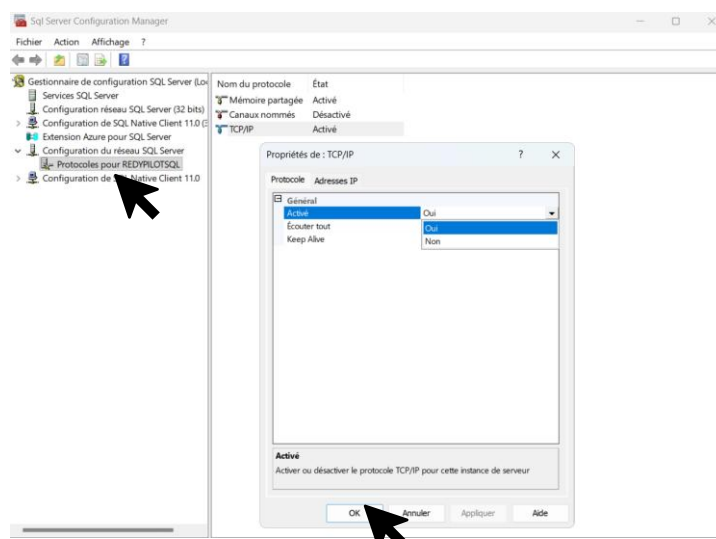 Sql Server Configuration Manager
Fichier Action Affichage ?
Gestionnaire de configuration SQL Server (Loc
Services SQL Server
Configuration réseau SQL Server (32 bits)
Configuration de SQL Native Client 11.0 (3
Extension Azure pour SQL Server
Configuration du réseau SQL Server
Protocoles pour REDYPILOTSQL
Configuration de SQL Native Client 11.0
Nom du protocole État
Mémoire partagée Activé
Canaux nommés Désactivé
TCP/IP Activé
Propriétés de : TCP/IP ?
Protocole Adresses IP
Général
Activé Oui
Écouter tout Oui
Keep Alive Non
Activé
Activer ou désactiver le protocole TCP/IP pour cette instance de serveur
OK Annuler Appliquer Aide